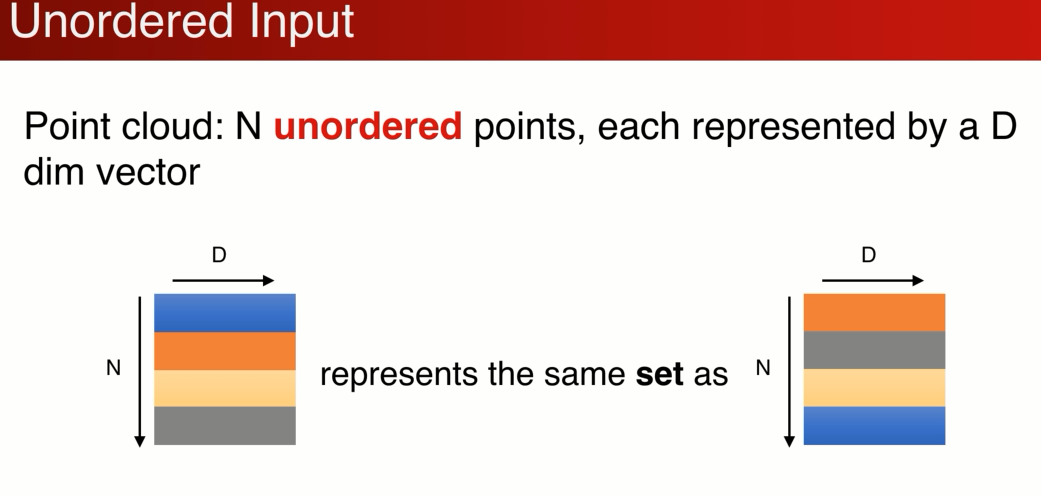 Unordered Input
Point cloud: N unordered points, each represented by a D
dim vector
D
D
N
represents the same set as
N